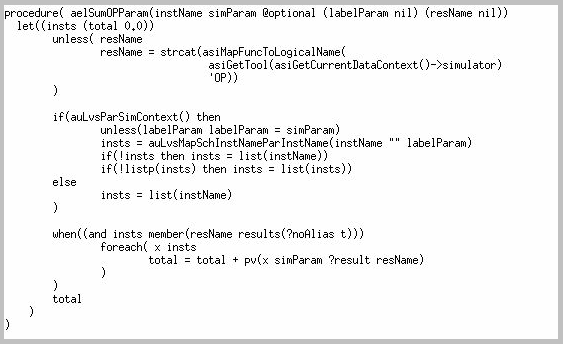 procedure( aelSumOPParam(instName simParam @optional (labelParam nil) (resName nil))
let((insts (total 0.0))
unless( resName
resName = strcat(asiMapFuncToLogicalName(
asiGetTool(asiGetCurrentDataContext()->simulator)
'OP))
)
if(auLvsParSimContext() then
unless(labelParam labelParam = simParam)
insts = auLvsMapSchInstNameParInstName(instName "" labelParam)
if(!insts then insts = list(instName))
if(!listp(insts) then insts = list(insts))
else
insts = list(instName)
)
when((and insts member(resName results(?noAlias t)))
foreach( x insts
total = total + pv(x simParam ?result resName)
)
)
total
)
)